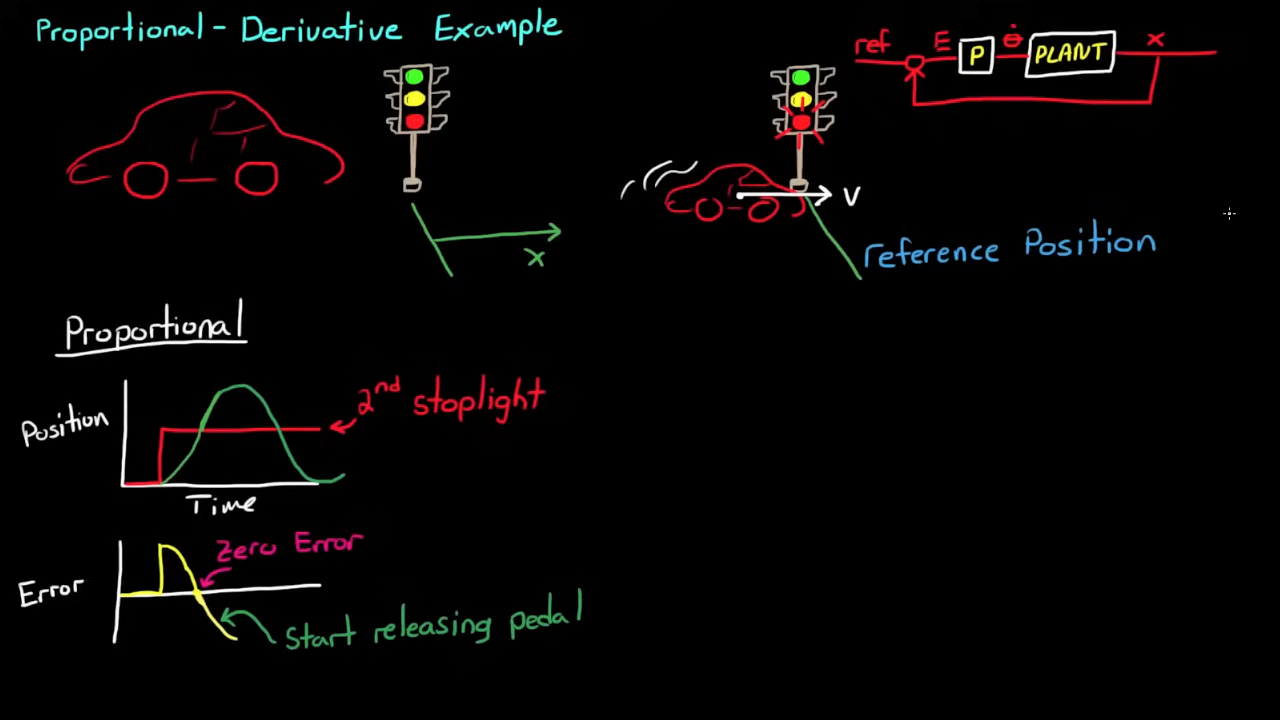 Proportional - Derivative Example
ref E P θ̇ PLANT x
V
x
reference Position
Proportional
Position
2nd stoplight
Time
Zero Error
Error
Start releasing pedal